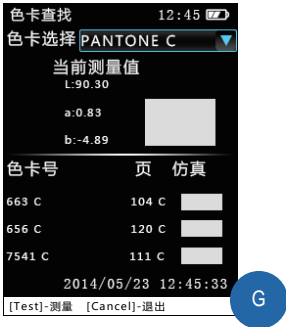 色卡查找 12:45
色卡选择 PANTONE C
当前测量值
L:90.30
a:0.83
b:-4.89
色卡号 页 仿真
663 C 104 C
656 C 120 C
7541 C 111 C
2014/05/23 12:45:33
[Test]-测量 [Cancel]-退出
G